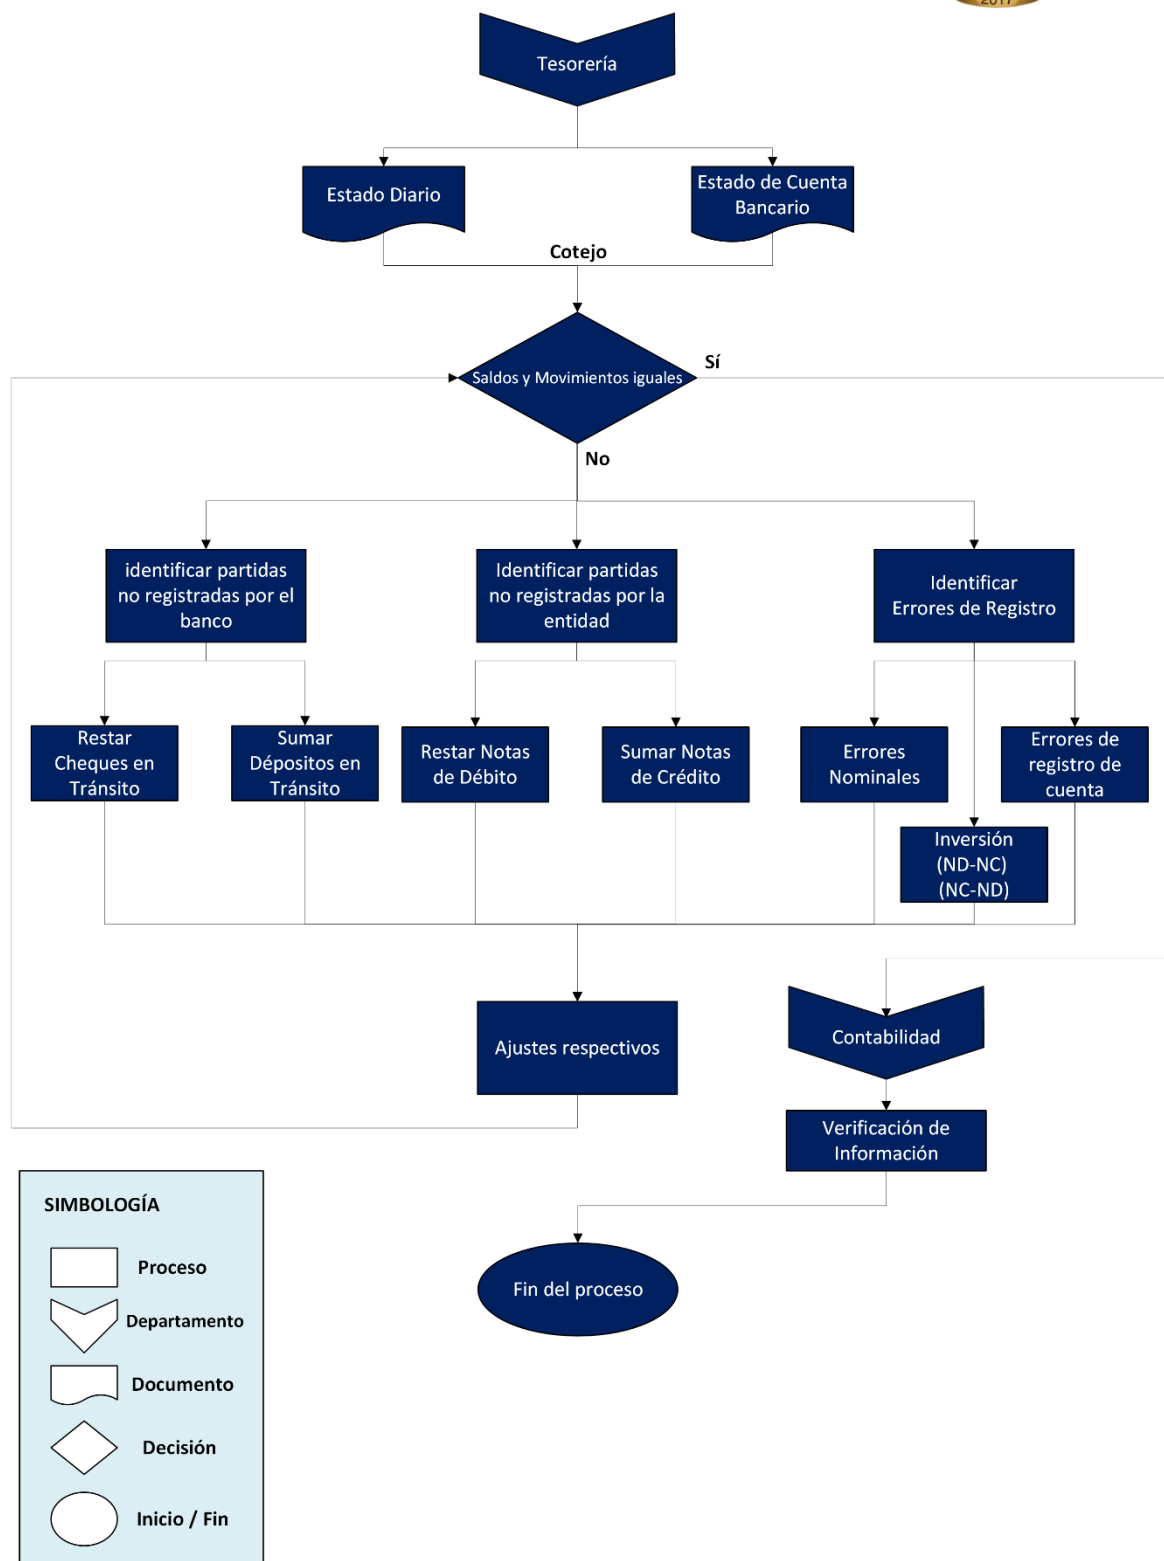 2017
Tesorería
Estado Diario
Estado de Cuenta
Bancario
Cotejo
Saldos y Movimientos iguales
Sí
No
identificar partidas
no registradas por el
banco
Identificar partidas
no registradas por la
entidad
Identificar
Errores de Registro
Restar
Cheques en
Tránsito
Sumar
Dépositos en
Tránsito
Restar Notas
de Débito
Sumar Notas
de Crédito
Errores
Nominales
Errores de
registro de
cuenta
Inversión
(ND-NC)
(NC-ND)
Ajustes respectivos
Contabilidad
Verificación de
Información
Fin del proceso
SIMBOLOGÍA
Proceso
Departamento
Documento
Decisión
Inicio / Fin